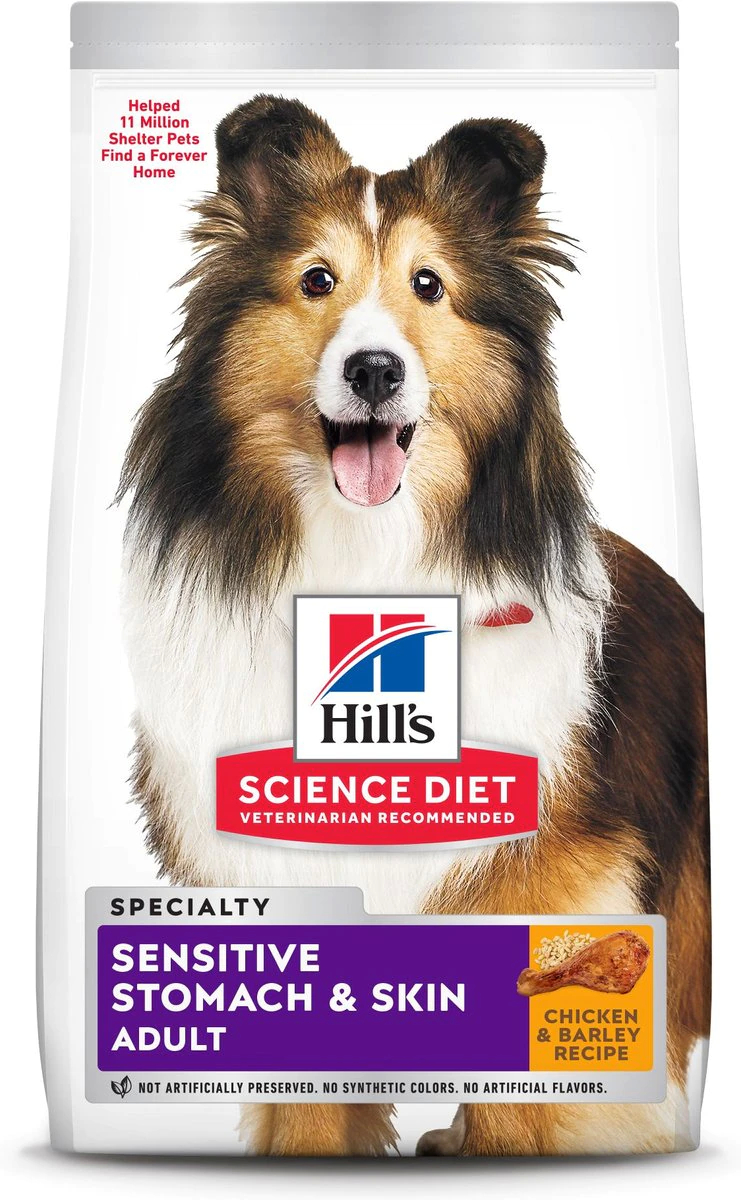 Helped
11 Million
Shelter Pets
Find a Forever
Home
Hill's
SCIENCE DIET
VETERINARIAN RECOMMENDED
SPECIALTY
SENSITIVE
STOMACH & SKIN
ADULT
CHICKEN
& BARLEY
RECIPE
NOT ARTIFICIALLY PRESERVED. NO SYNTHETIC COLORS. NO ARTIFICIAL FLAVORS.